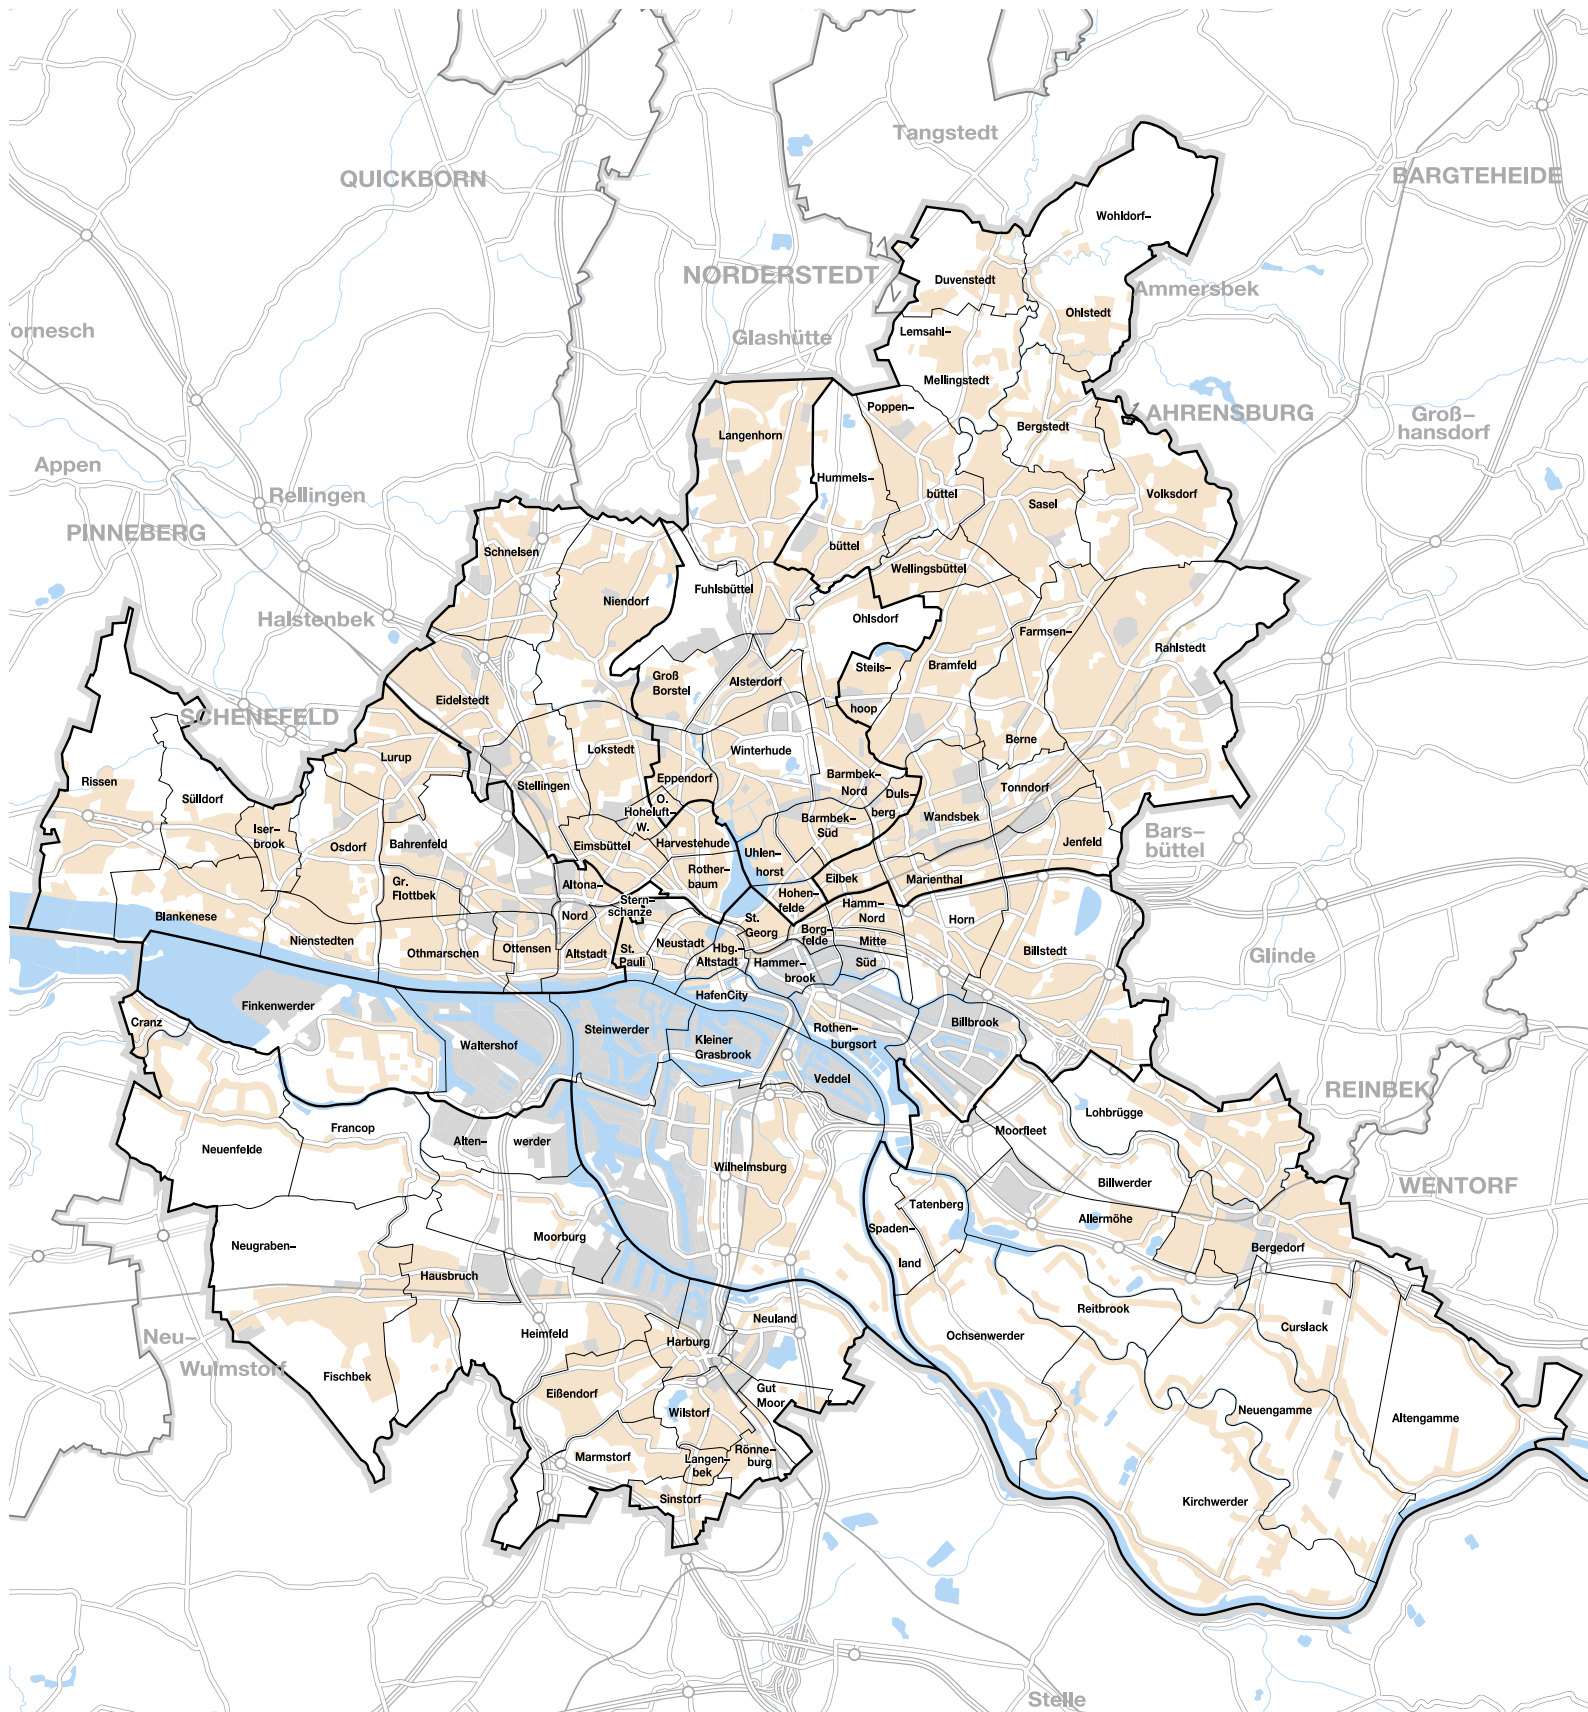 Tangstedt
QUICKBORN
BARGTEHEIDE
Wohldorf–
NORDERSTEDT
Duvenstedt
Ammersbek
Ohlstedt
ornesch
Glashütte
Lemsahl–
Mellingstedt
Poppen–
AHRENSBURG
Groß–
hansdorf
Bergstedt
Langenhorn
Appen
Rellingen
Hummels–
büttel
Sasel
Volksdorf
PINNEBERG
Schnelsen
büttel
Wellingsbüttel
Fuhlsbüttel
Niendorf
Halstenbek
Ohlsdorf
Farmsen–
Rahlstedt
Steils–
Bramfeld
Groß
Borstel
Alsterdorf
Eidelstedt
hoop
SCHENEFELD
Berne
Lokstedt
Winterhude
Lurup
Rissen
Eppendorf
Barmbek–
Nord
Stellingen
Tonndorf
Sülldorf
O.
Hoheluft–
W.
Duls–
berg
Barmbek–
Süd
Wandsbek
Iser–
brook
Osdorf
Bahrenfeld
Eimsbüttel
Harvestehude
Jenfeld
Bars–
büttel
Uhlen–
horst
Rother–
baum
Eilbek
Marienthal
Gr.
Flottbek
Altona–
Nord
Stern–
schanze
Hohen–
felde
Hamm–
Nord
Blankenese
St.
Georg
Borg–
felde
Horn
Nienstedten
Othmarschen
Ottensen
Altstadt
St.
Pauli
Neustadt
Hbg.–
Altstadt
Mitte
Süd
Billstedt
Glinde
Hammer–
brook
Finkenwerder
HafenCity
Cranz
Waltershof
Steinwerder
Kleiner
Grasbrook
Rothen–
burgsort
Billbrook
Veddel
REINBEK
Lohbrügge
Francop
Alten–
werder
Moorfleet
Neuenfelde
Wilhelmsburg
Billwerder
WENTORF
Tatenberg
Allermöhe
Spaden–
land
Moorburg
Neugraben–
Bergedorf
Hausbruch
Reitbrook
Neuland
Curslack
Neu–
Wulmstorf
Heimfeld
Harburg
Ochsenwerder
Fischbek
Eißendorf
Gut
Moor
Wilstorf
Neuengamme
Altengamme
Marmstorf
Langen–
bek
Rönne–
burg
Sinstorf
Kirchwerder
Stelle